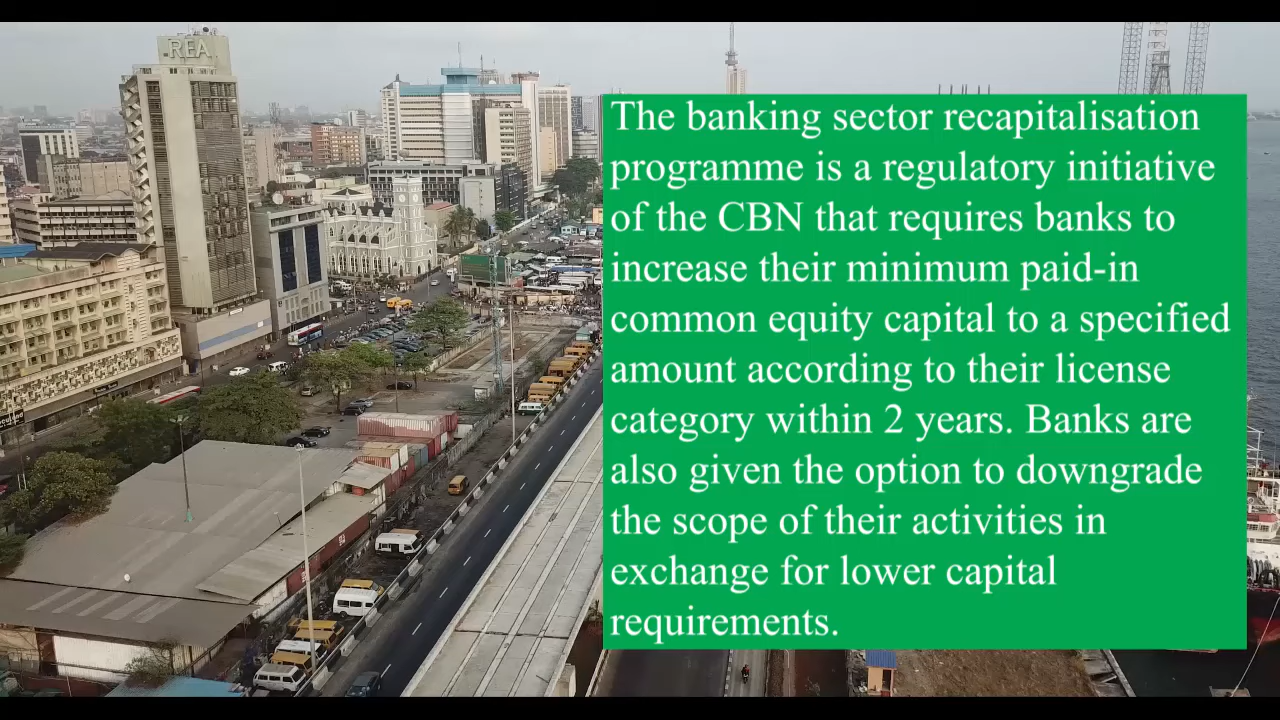 REA
The banking sector recapitalisation
programme is a regulatory initiative
of the CBN that requires banks to
increase their minimum paid-in
common equity capital to a specified
amount according to their license
category within 2 years. Banks are
also given the option to downgrade
the scope of their activities in
exchange for lower capital
requirements.